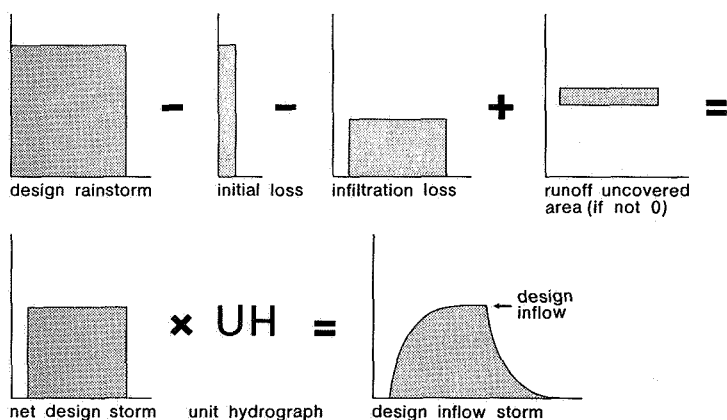 − − + =
design rainstorm initial loss infiltration loss runoff uncovered
area (if not 0)
design
inflow
× UH =
net design storm unit hydrograph design inflow storm